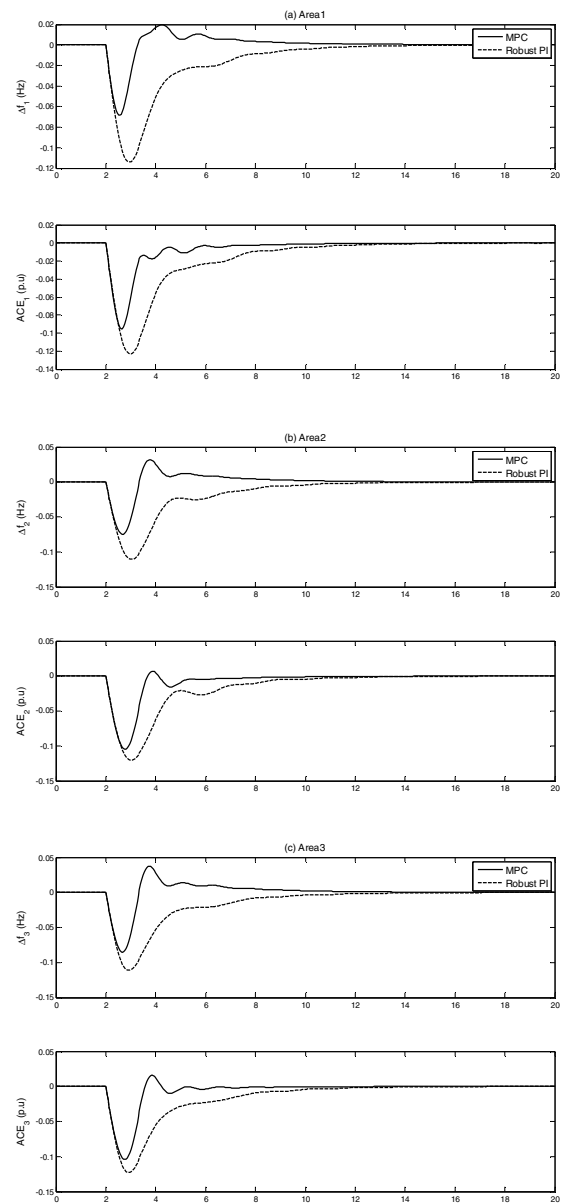 (a) Area1
0.02
0
-0.02
-0.04
-0.06
-0.08
-0.1
-0.12
Δf1 (Hz)
MPC
Robust PI
0 2 4 6 8 10 12 14 16 18 20
0.02
0
-0.02
-0.04
-0.06
-0.08
-0.1
-0.12
-0.14
ACE1 (p.u)
0 2 4 6 8 10 12 14 16 18 20
(b) Area2
0.05
0
-0.05
-0.1
-0.15
Δf2 (Hz)
MPC
Robust PI
0 2 4 6 8 10 12 14 16 18 20
0.05
0
-0.05
-0.1
-0.15
ACE2 (p.u)
0 2 4 6 8 10 12 14 16 18 20
(c) Area3
0.05
0
-0.05
-0.1
-0.15
Δf3 (Hz)
MPC
Robust PI
0 2 4 6 8 10 12 14 16 18 20
0.05
0
-0.05
-0.1
-0.15
ACE3 (p.u)
0 2 4 6 8 10 12 14 16 18 20